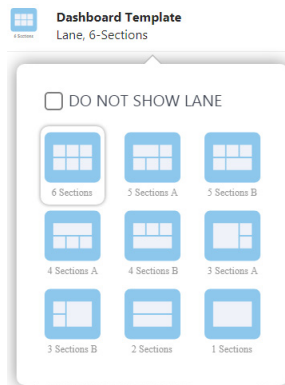 6 Sections
Dashboard Template
Lane, 6-Sections
DO NOT SHOW LANE
6 Sections
5 Sections A
5 Sections B
4 Sections A
4 Sections B
3 Sections A
3 Sections B
2 Sections
1 Sections